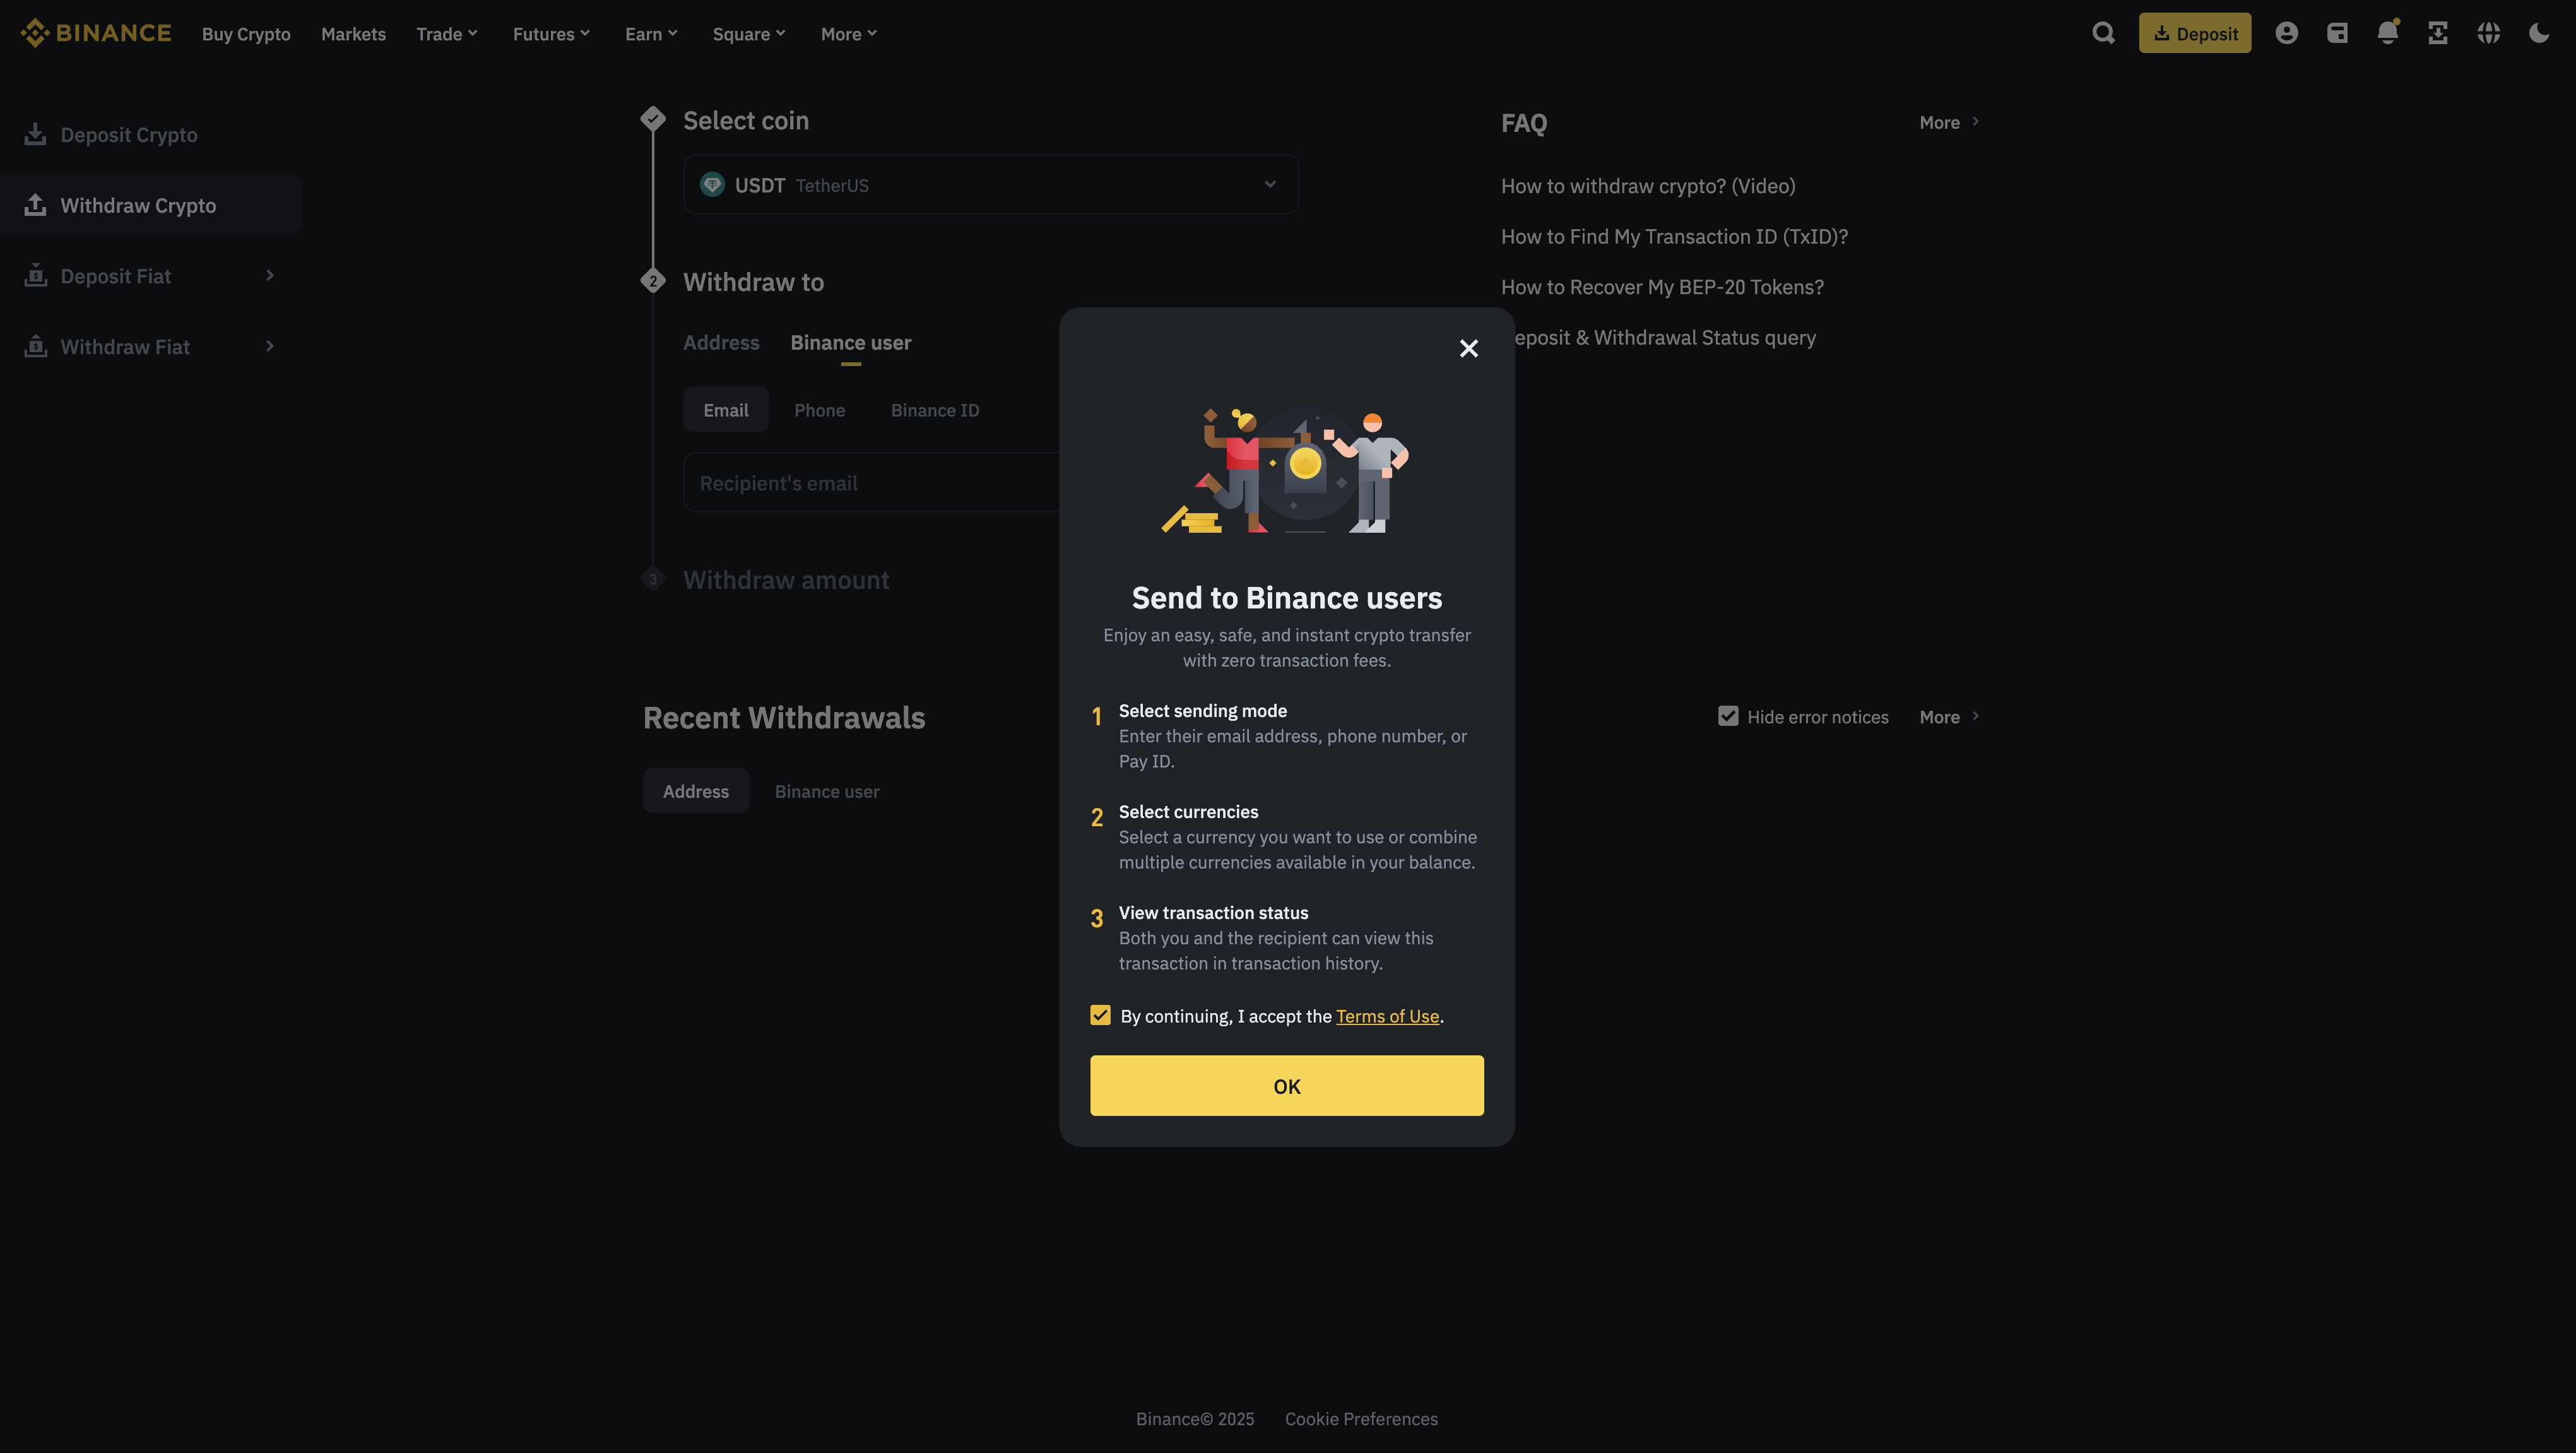 BINANCE
Buy Crypto
Markets
Trade
Futures
Earn
Square
More
Deposit
Deposit Crypto
Withdraw Crypto
Deposit Fiat
Withdraw Fiat
Select coin
USDT TetherUS
2
Withdraw to
Address
Binance user
Email
Phone
Binance ID
Recipient's email
3
Withdraw amount
FAQ
More
How to withdraw crypto? (Video)
How to Find My Transaction ID (TxID)?
How to Recover My BEP-20 Tokens?
eposit & Withdrawal Status query
Recent Withdrawals
Hide error notices
More
Address
Binance user
Send to Binance users
Enjoy an easy, safe, and instant crypto transfer
with zero transaction fees.
1
Select sending mode
Enter their email address, phone number, or
Pay ID.
2
Select currencies
Select a currency you want to use or combine
multiple currencies available in your balance.
3
View transaction status
Both you and the recipient can view this
transaction in transaction history.
By continuing, I accept the Terms of Use.
OK
Binance© 2025
Cookie Preferences